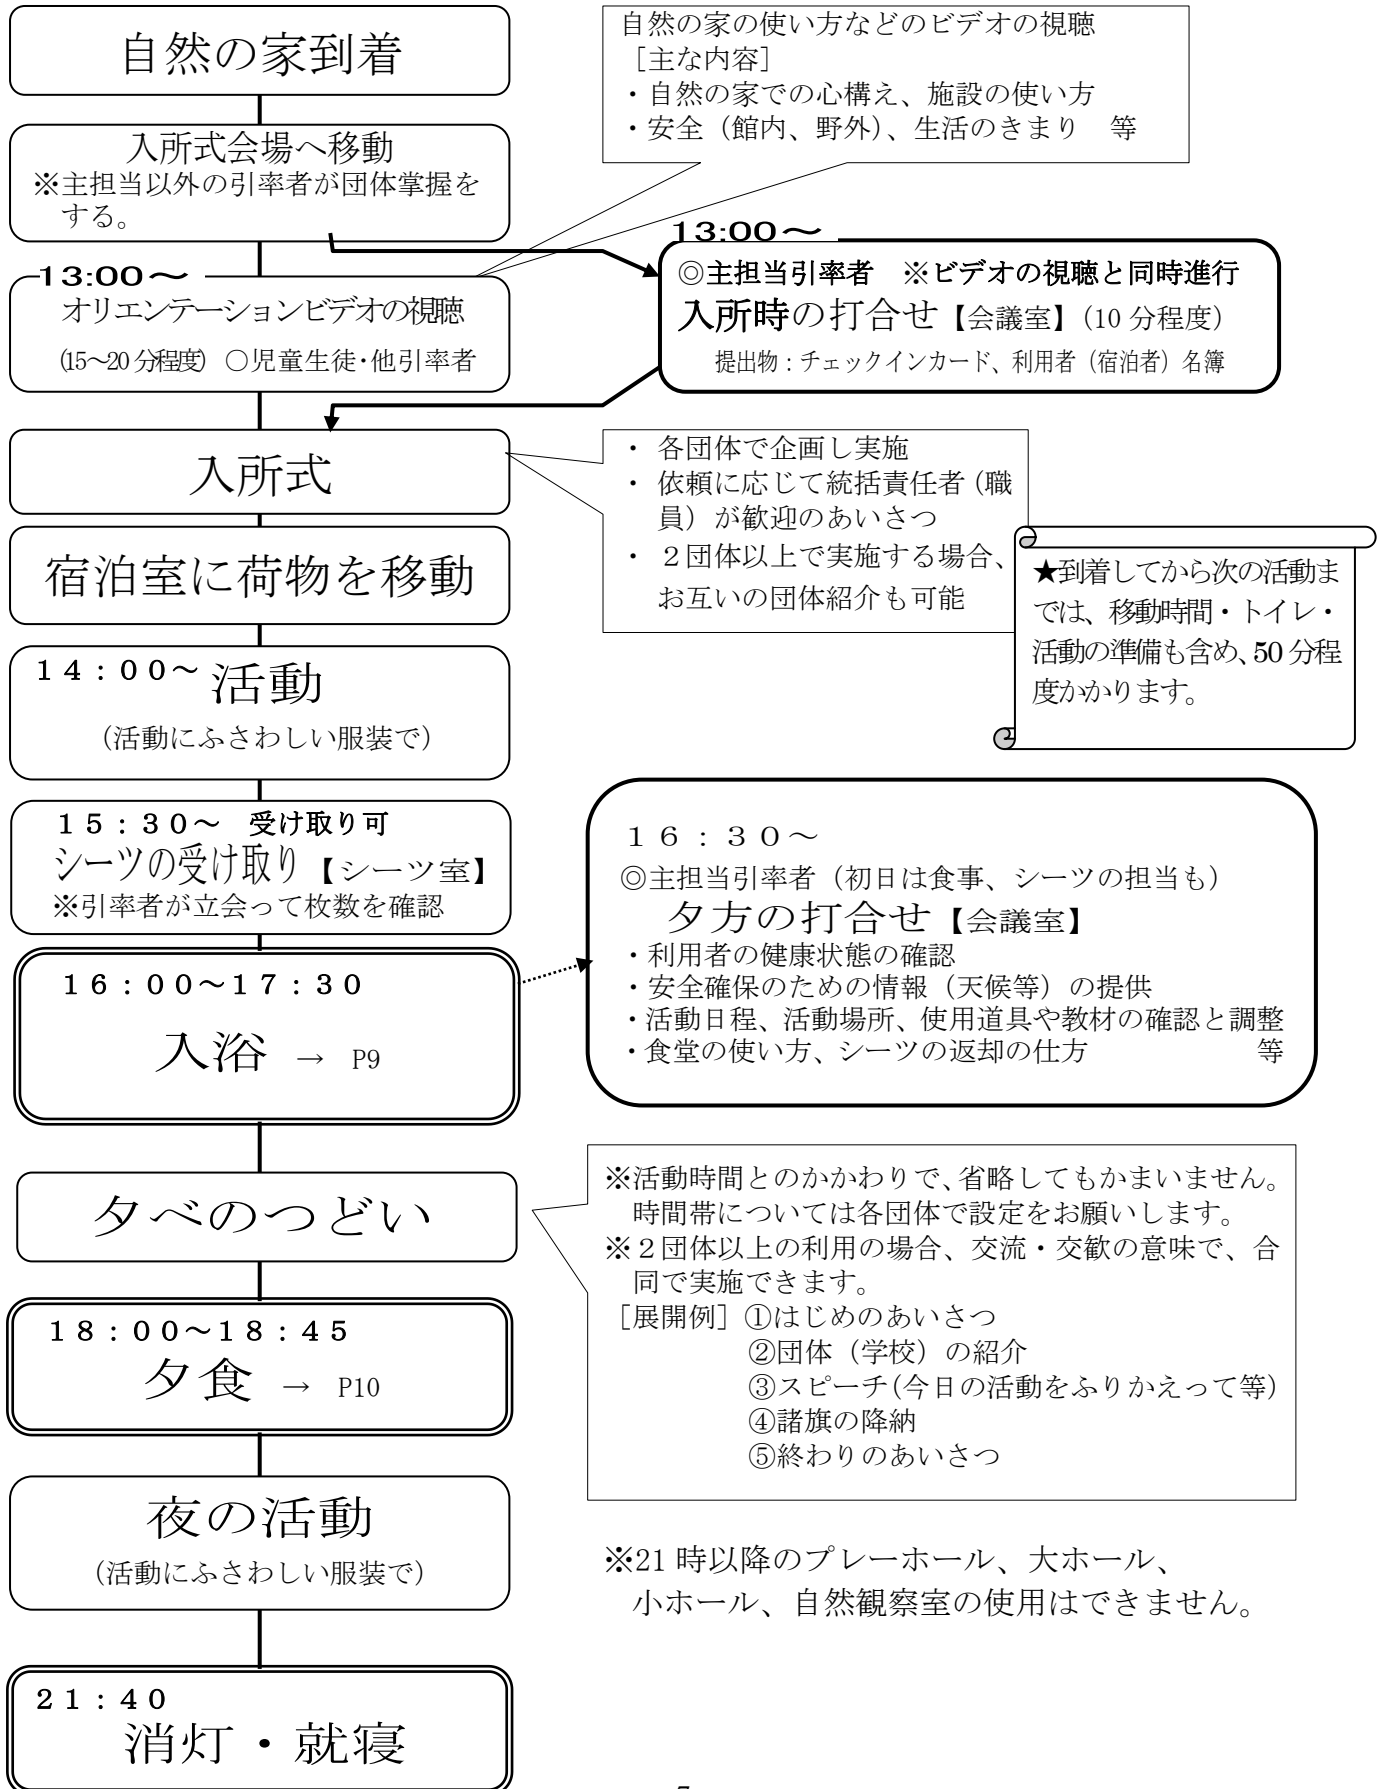 自然の家到着
自然の家の使い方などのビデオの視聴
［主な内容］
・自然の家での心構え、施設の使い方
・安全（館内、野外）、生活のきまり　等
入所式会場へ移動
※主担当以外の引率者が団体掌握を
する。
13:00～
オリエンテーションビデオの視聴
(15～20分程度) ○児童生徒・他引率者
13:00～
◎主担当引率者　※ビデオの視聴と同時進行
入所時の打合せ【会議室】（10分程度）
提出物：チェックインカード、利用者（宿泊者）名簿
入所式
・ 各団体で企画し実施
・ 依頼に応じて統括責任者（職
員）が歓迎のあいさつ
・ ２団体以上で実施する場合、
お互いの団体紹介も可能
宿泊室に荷物を移動
★到着してから次の活動ま
では、移動時間・トイレ・
活動の準備も含め、50分程
度かかります。
１４：００～活動
（活動にふさわしい服装で）
１５：３０～　受け取り可
シーツの受け取り【シーツ室】
※引率者が立会って枚数を確認
１６：００～１７：３０
入浴 → P9
１６：３０～
◎主担当引率者（初日は食事、シーツの担当も）
夕方の打合せ【会議室】
・利用者の健康状態の確認
・安全確保のための情報（天候等）の提供
・活動日程、活動場所、使用道具や教材の確認と調整
・食堂の使い方、シーツの返却の仕方　等
夕べのつどい
※活動時間とのかかわりで、省略してもかまいません。
時間帯については各団体で設定をお願いします。
※２団体以上の利用の場合、交流・交歓の意味で、合
同で実施できます。
［展開例］①はじめのあいさつ
②団体（学校）の紹介
③スピーチ(今日の活動をふりかえって等)
④諸旗の降納
⑤終わりのあいさつ
１８：００～１８：４５
夕食 → P10
夜の活動
（活動にふさわしい服装で）
※21時以降のプレーホール、大ホール、
小ホール、自然観察室の使用はできません。
２１：４０
消灯・就寝